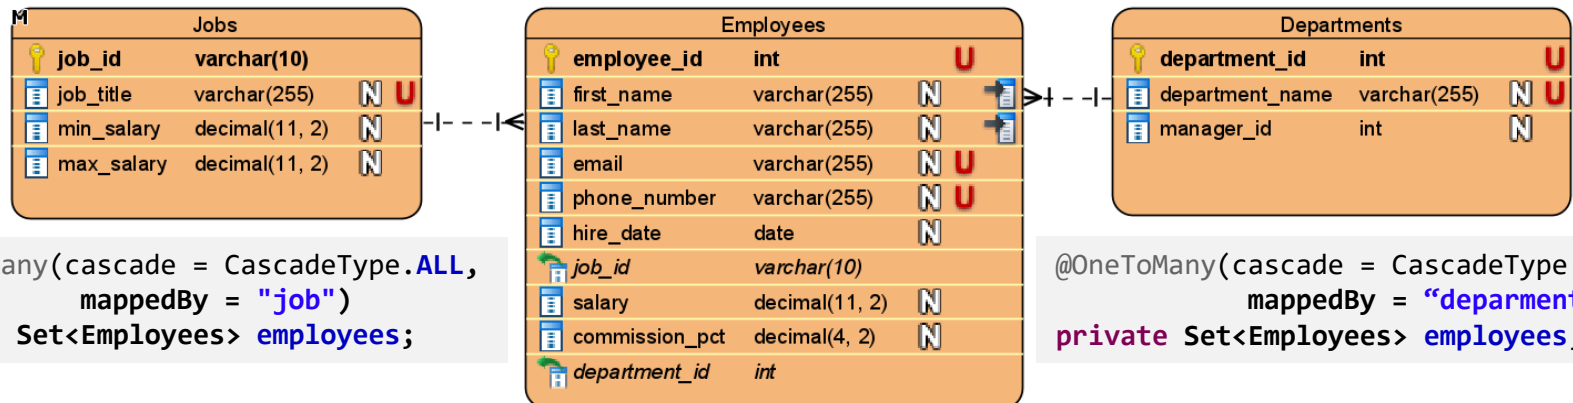 M
Jobs
job_id varchar(10)
job_title varchar(255) N U
min_salary decimal(11, 2) N
max_salary decimal(11, 2) N
any(cascade = CascadeType.ALL,
mappedBy = "job")
Set<Employees> employees;
Employees
employee_id int U
first_name varchar(255) N
last_name varchar(255) N
email varchar(255) N U
phone_number varchar(255) N U
hire_date date N
job_id varchar(10)
salary decimal(11, 2) N
commission_pct decimal(4, 2) N
department_id int
Departments
department_id int U
department_name varchar(255) N U
manager_id int N
@OneToMany(cascade = CascadeType
mappedBy = “deparment
private Set<Employees> employees;